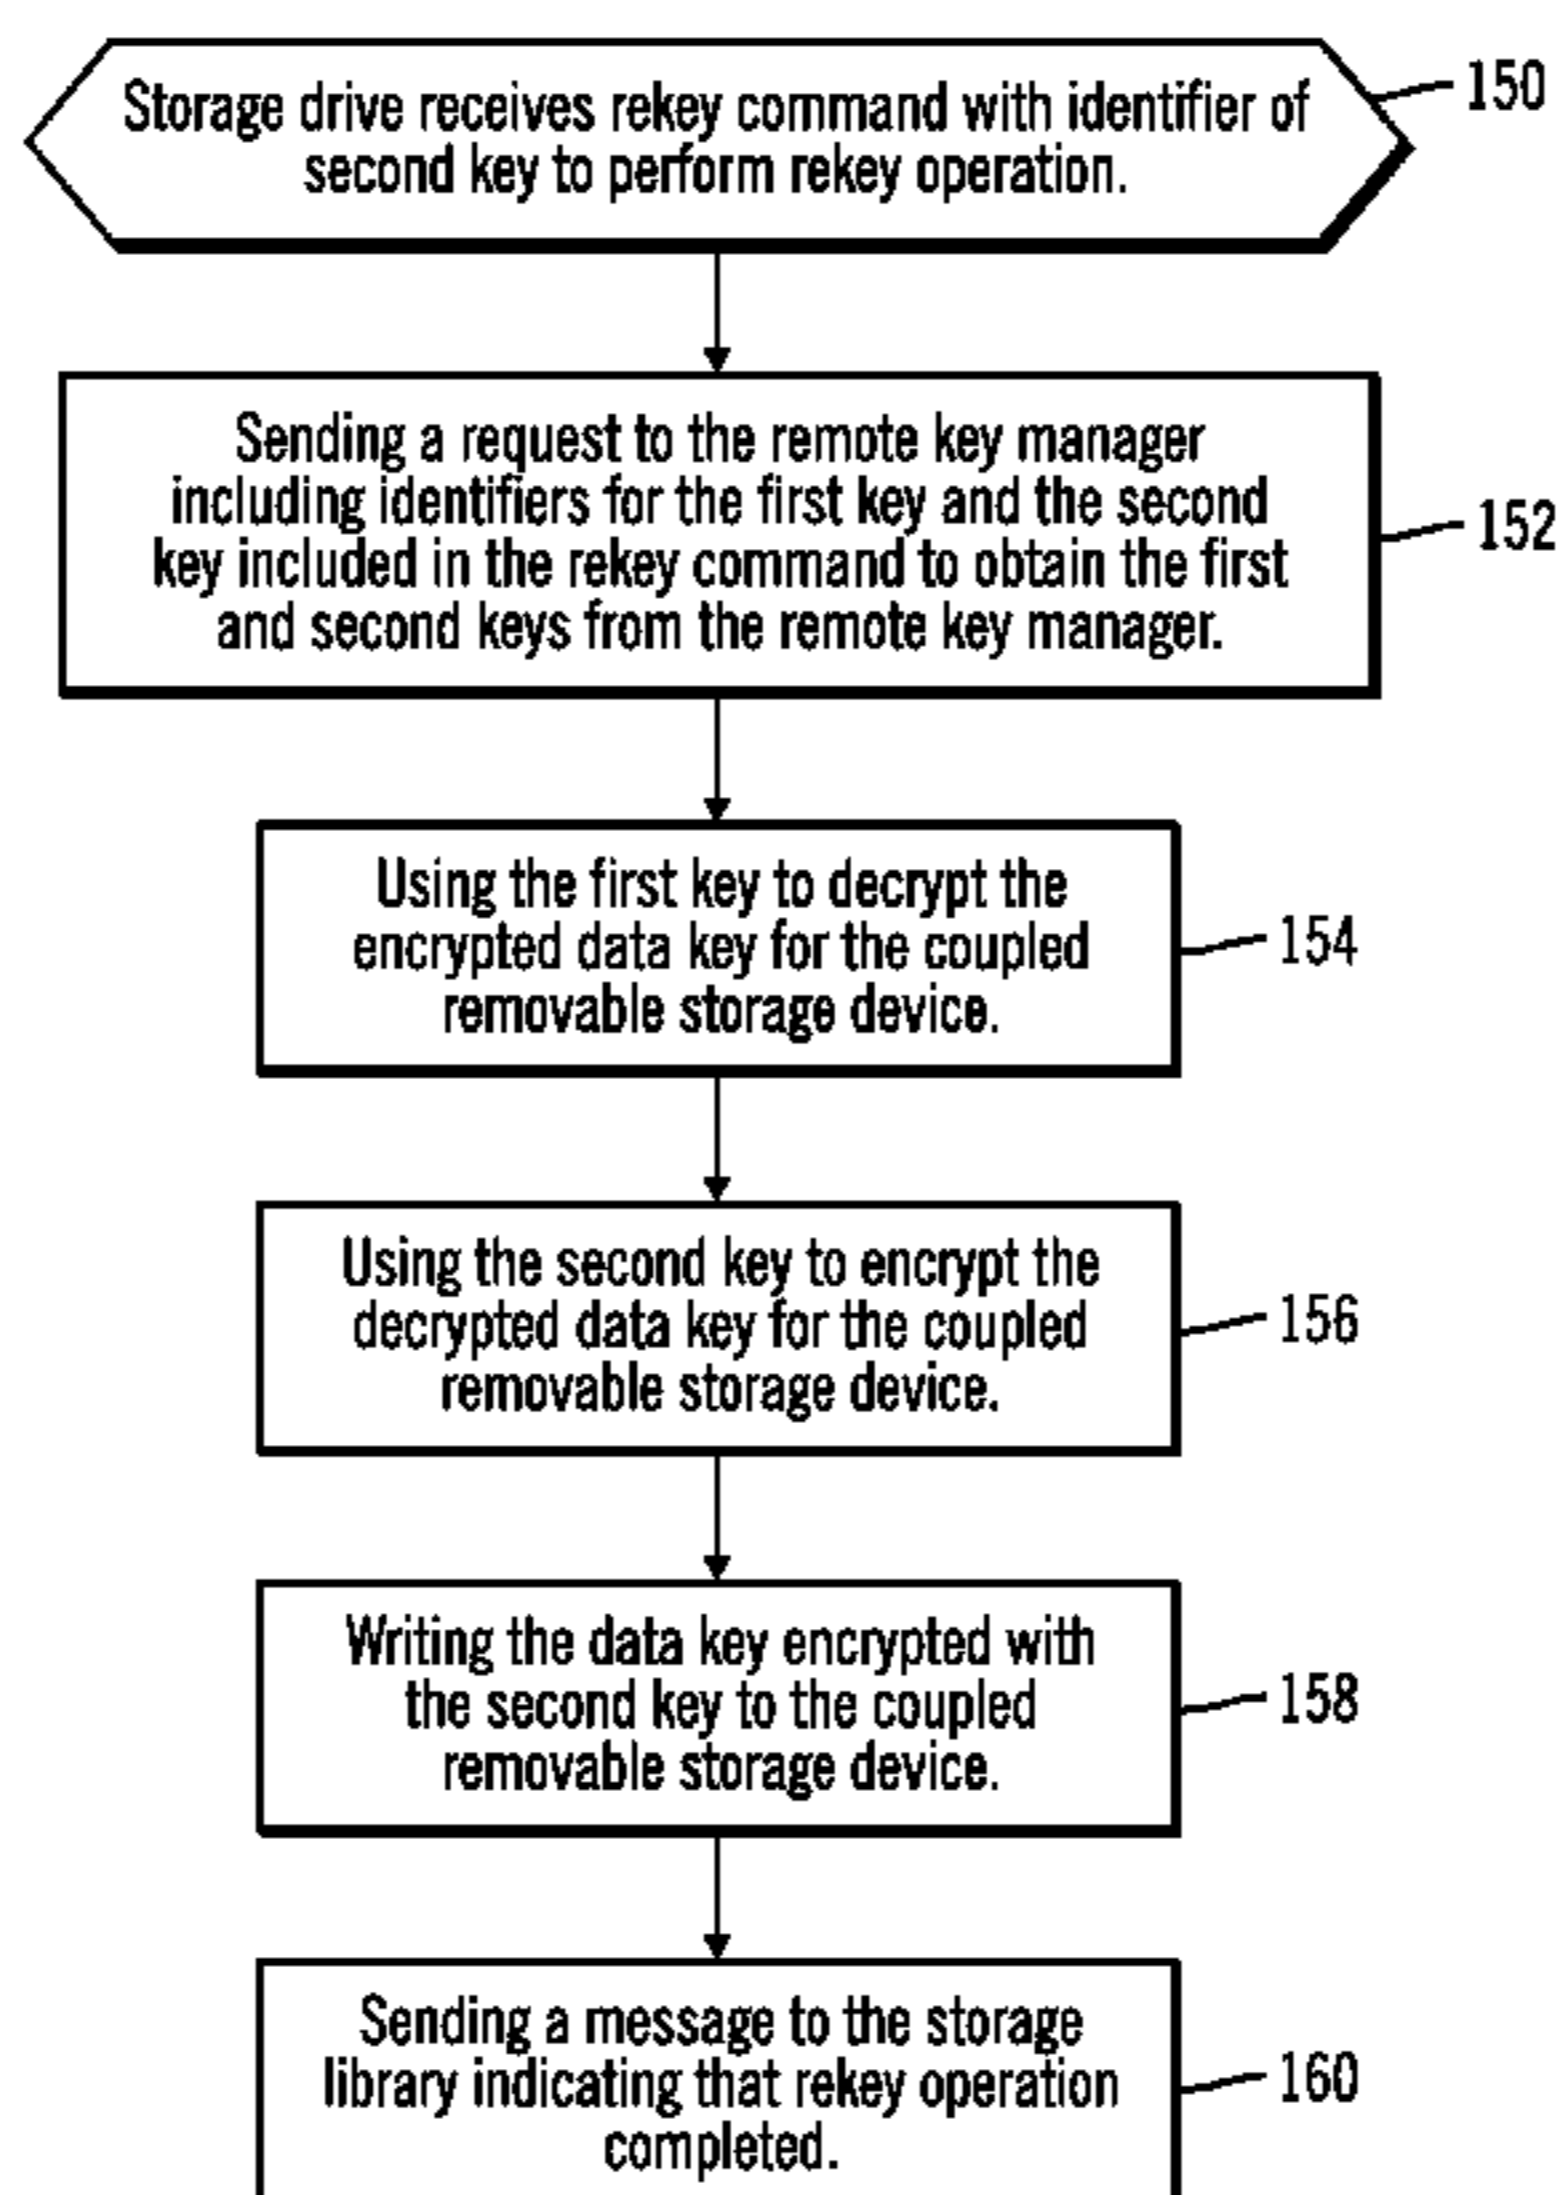 Storage drive receives rekey command with identifier of
second key to perform rekey operation.
150
Sending a request to the remote key manager
including identifiers for the first key and the second
key included in the rekey command to obtain the first
and second keys from the remote key manager.
152
Using the first key to decrypt the
encrypted data key for the coupled
removable storage device.
154
Using the second key to encrypt the
decrypted data key for the coupled
removable storage device.
156
Writing the data key encrypted with
the second key to the coupled
removable storage device.
158
Sending a message to the storage
library indicating that rekey operation
completed.
160